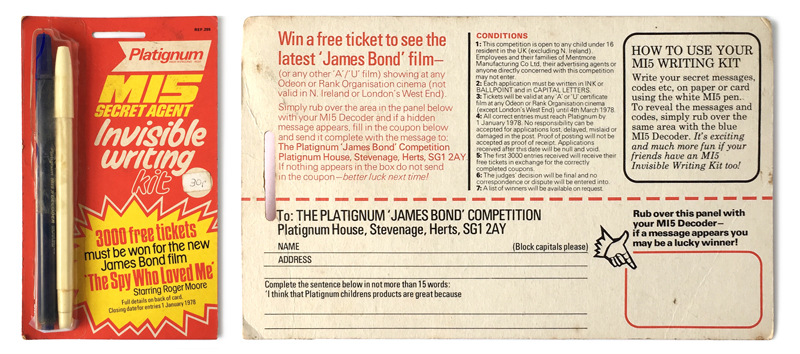 REF. 295
Platignum
MI5
SECRET AGENT
Invisible
writing
kit
30p
3000 free tickets
must be won for the new
James Bond film
"The Spy Who Loved Me"
Starring Roger Moore
Full details on back of card.
Closing date for entries 1 January 1978
Win a free ticket to see the
latest 'James Bond' film—
(or any other 'A'/'U' film) showing at any
Odeon or Rank Organisation cinema (not
valid in N. Ireland or London's West End).
Simply rub over the area in the panel below
with your MI5 Decoder and if a hidden
message appears, fill in the coupon below
and send it complete with the message to:
The Platignum 'James Bond' Competition
Platignum House, Stevenage, Herts, SG1 2AY.
If nothing appears in the box do not send
in the coupon—better luck next time!
CONDITIONS
1: This competition is open to any child under 16
resident in the UK (excluding N. Ireland).
Employees and their families of Mentmore
Manufacturing Co Ltd, their advertising agents or
anyone directly concerned with this competition
may not enter.
2: Each application must be written in INK or
BALLPOINT and in CAPITAL LETTERS.
3: Tickets will be valid at any 'A' or 'U' certificate
film at any Odeon or Rank Organisation cinema
(except London's West End) until 4th March 1978.
4: All correct entries must reach Platignum by
1 January 1978. No responsibility can be
accepted for applications lost, delayed, mislaid or
damaged in the post. Proof of posting will not be
accepted as proof of receipt. Applications
received after this date will be null and void.
5: The first 3000 entries received will receive their
free tickets in exchange for the correctly
completed coupons.
6: The judges' decision will be final and no
correspondence or dispute will be entered into.
7: A list of winners will be available on request.
HOW TO USE YOUR
MI5 WRITING KIT
Write your secret messages,
codes etc, on paper or card
using the white MI5 pen.
To reveal the messages and
codes, simply rub over the
same area with the blue
MI5 Decoder. It's exciting
and much more fun if your
friends have an MI5
Invisible Writing Kit too!
To: THE PLATIGNUM 'JAMES BOND' COMPETITION
Platignum House, Stevenage, Herts, SG1 2AY
NAME (Block capitals please)
ADDRESS
Complete the sentence below in not more than 15 words:
'I think that Platignum childrens products are great because
Rub over this panel with
your MI5 Decoder—
if a message appears you
may be a lucky winner!